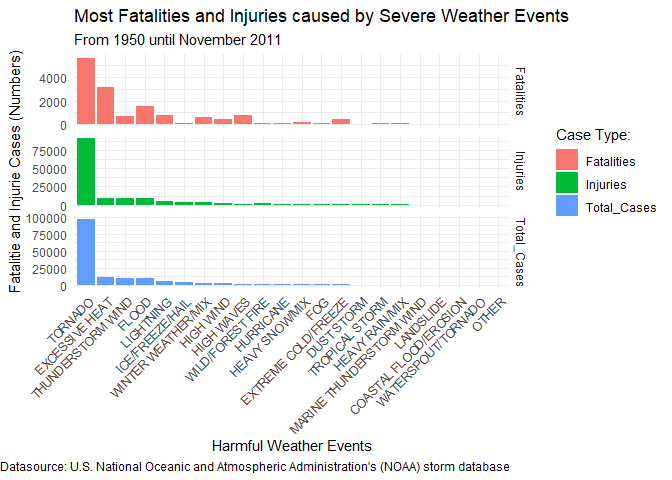 Most Fatalities and Injuries caused by Severe Weather Events
From 1950 until November 2011
Fatalitie and Injurie Cases (Numbers)
4000
2000
0
Fatalities
75000
50000
25000
0
Injuries
100000
75000
50000
25000
0
Total_Cases
TORNADO
EXCESSIVE HEAT
THUNDERSTORM WIND
FLOOD
LIGHTNING
ICE/FREEZE/HAIL
WINTER WEATHER/MIX
HIGH WIND
HIGH WAVES
WILD/FOREST FIRE
HURRICANE
HEAVY SNOW/MIX
FOG
EXTREME COLD/FREEZE
DUST STORM
TROPICAL STORM
HEAVY RAIN/MIX
MARINE THUNDERSTORM WIND
LANDSLIDE
COASTAL FLOOD/EROSION
WATERSPOUT/TORNADO
OTHER
Harmful Weather Events
Case Type:
Fatalities
Injuries
Total_Cases
Datasource: U.S. National Oceanic and Atmospheric Administration's (NOAA) storm database